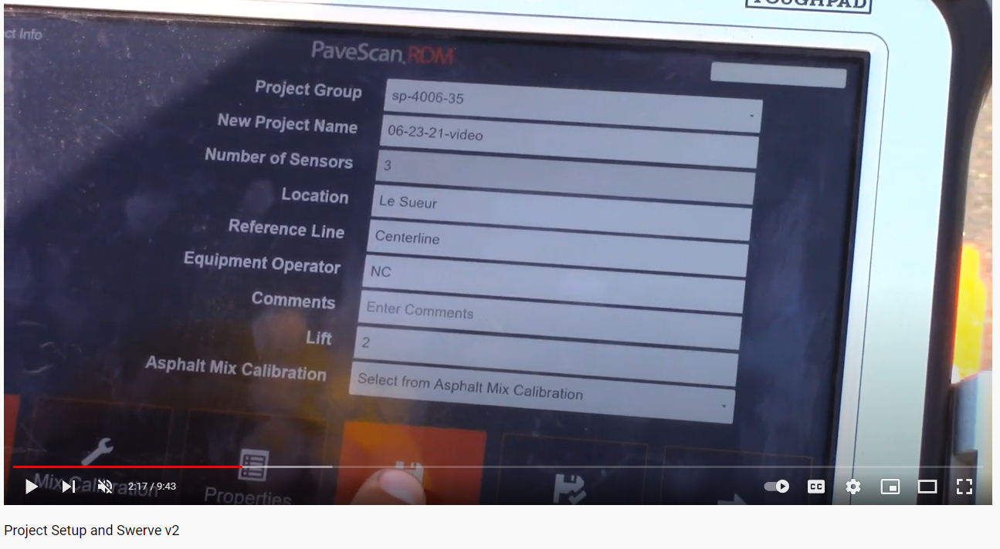 TOUGHPAD
ct Info
PaveScan RDM
Project Group
sp-4006-35
New Project Name
06-23-21-video
Number of Sensors
3
Location
Le Sueur
Reference Line
Centerline
Equipment Operator
NC
Comments
Enter Comments
Lift
2
Asphalt Mix Calibration
Select from Asphalt Mix Calibration
Mix Calibration
Properties
2:17 / 9:43
CC
Project Setup and Swerve v2